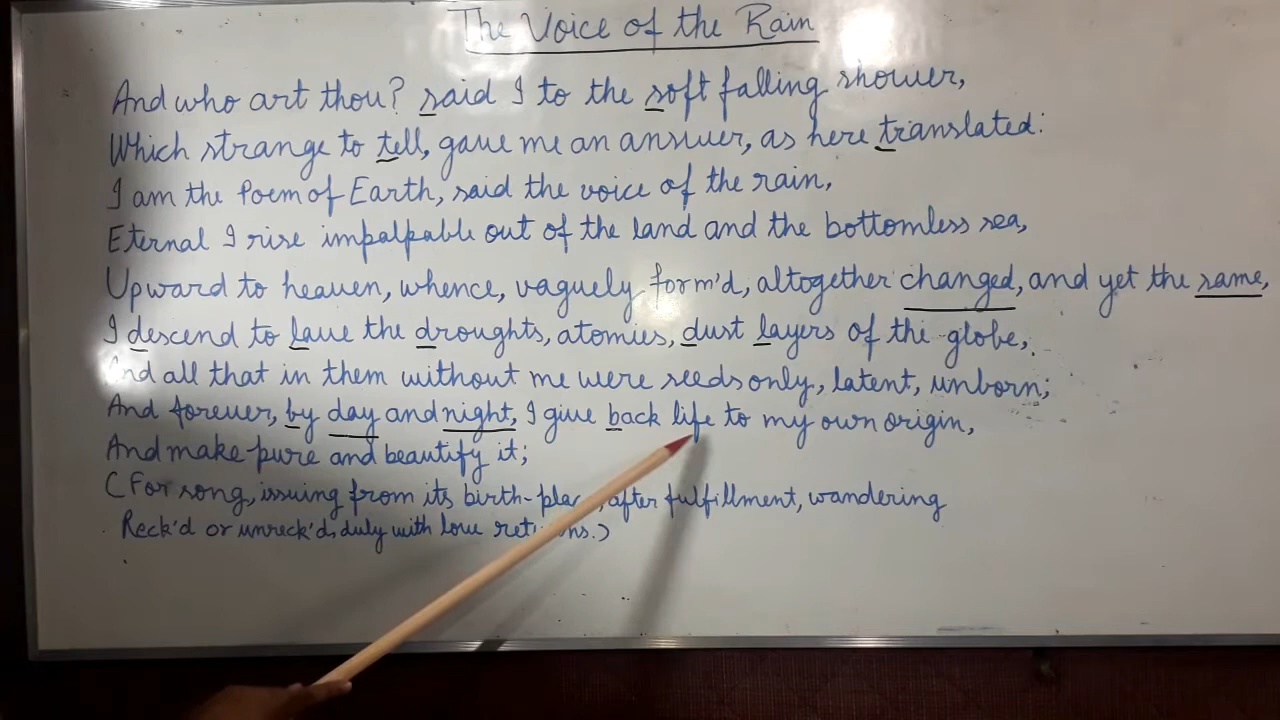 The Voice of the Rain
And who art thou? said I to the soft falling shower,
Which strange to tell, gave me an answer, as here translated:
I am the Poem of Earth, said the voice of the rain,
Eternal I rise impalpable out of the land and the bottomless sea,
Upward to heaven, whence, vaguely form'd, altogether changed, and yet the same,
I descend to lave the droughts, atomies, dust layers of the globe,
And all that in them without me were seeds only, latent, unborn;
And forever, by day and night, I give back life to my own origin,
And make pure and beautify it;
(For song, issuing from its birth-place, after fulfillment, wandering
Reck'd or unreck'd, duly with love returns.)